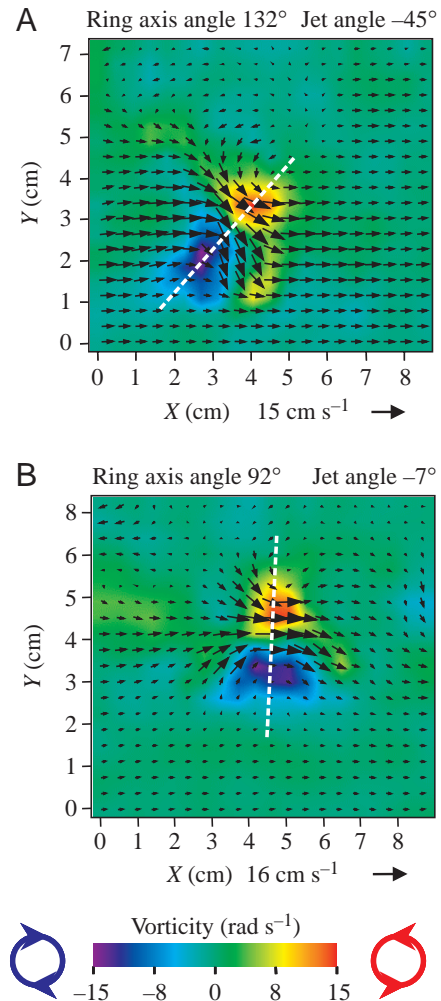 A
Ring axis angle 132° Jet angle –45°
7
6
5
4
3
2
1
0
Y (cm)
0 1 2 3 4 5 6 7 8
X (cm) 15 cm s–1
B
Ring axis angle 92° Jet angle –7°
8
7
6
5
4
3
2
1
0
Y (cm)
0 1 2 3 4 5 6 7 8
X (cm) 16 cm s–1
Vorticity (rad s–1)
–15 –8 0 8 15